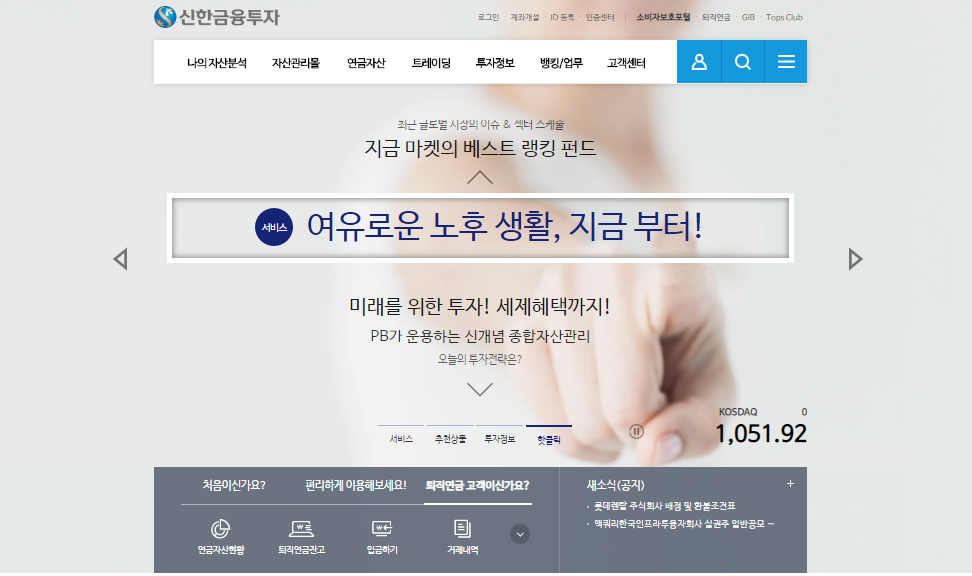 신한금융투자
로그인 · 계좌개설 · ID 등록 · 인증센터 | 소비자보호포털 · 퇴직연금 · GIB · Tops Club
나의 자산분석 자산관리몰 연금자산 트레이딩 투자정보 뱅킹/업무 고객센터
최근 글로벌 시장의 이슈 & 섹터 스케쥴
지금 마켓의 베스트 랭킹 펀드
서비스 여유로운 노후 생활, 지금 부터!
미래를 위한 투자! 세제혜택까지!
PB가 운용하는 신개념 종합자산관리
오늘의 투자전략은?
KOSDAQ 0
1,051.92
서비스 추천상품 투자정보 핫클릭
처음이신가요? 편리하게 이용해보세요! 퇴직연금 고객이신가요?
연금자산현황 퇴직연금잔고 입금하기 거래내역
새소식(공지) +
· 롯데렌탈 주식회사 배정 및 환불조건표
· 맥쿼리한국인프라투융자회사 실권주 일반공모 ···